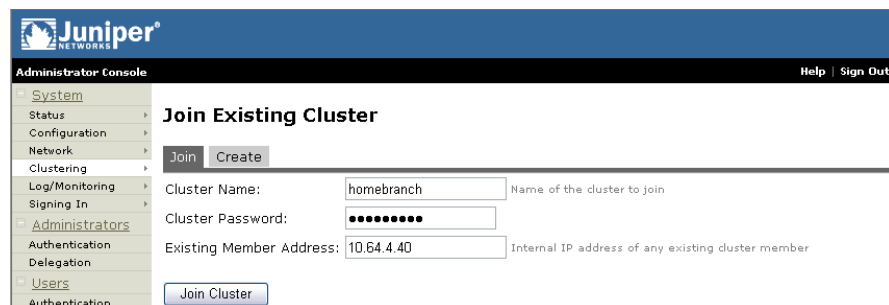 Juniper®
NETWORKS
Administrator Console
Help | Sign Out
System
Status
Configuration
Network
Clustering
Log/Monitoring
Signing In
Administrators
Authentication
Delegation
Users
Authentication
Join Existing Cluster
Join Create
Cluster Name: homebranch Name of the cluster to join
Cluster Password: ●●●●●●●●●
Existing Member Address: 10.64.4.40 Internal IP address of any existing cluster member
Join Cluster